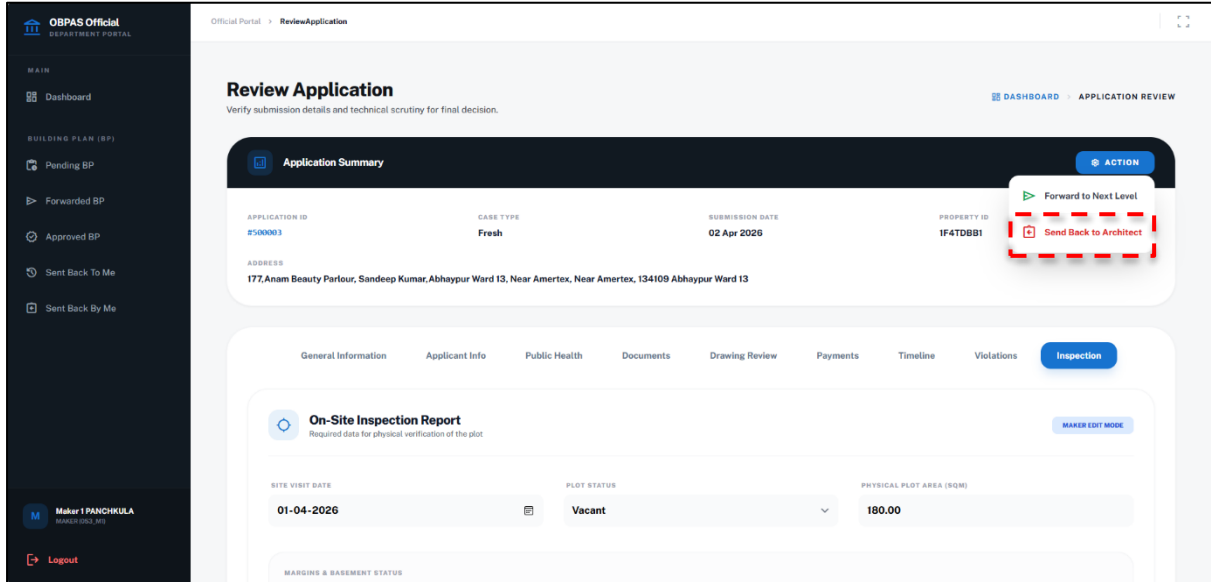 OBPAS Official
DEPARTMENT PORTAL
MAIN
Dashboard
BUILDING PLAN (BP)
Pending BP
Forwarded BP
Approved BP
Sent Back To Me
Sent Back By Me
M
Maker 1 PANCHKULA
MAKER (063_M1)
Logout
Official Portal > ReviewApplication
Review Application
Verify submission details and technical scrutiny for final decision.
DASHBOARD > APPLICATION REVIEW
Application Summary
ACTION
Forward to Next Level
Send Back to Architect
APPLICATION ID CASE TYPE SUBMISSION DATE PROPERTY ID
#500003 Fresh 02 Apr 2026 1F4TDBB1
ADDRESS
177,Anam Beauty Parlour, Sandeep Kumar,Abhaypur Ward 13, Near Amertex, Near Amertex, 134109 Abhaypur Ward 13
General Information Applicant Info Public Health Documents Drawing Review Payments Timeline Violations Inspection
On-Site Inspection Report
Required data for physical verification of the plot
MAKER EDIT MODE
SITE VISIT DATE PLOT STATUS PHYSICAL PLOT AREA (SQM)
01-04-2026 Vacant 180.00
MARGINS & BASEMENT STATUS